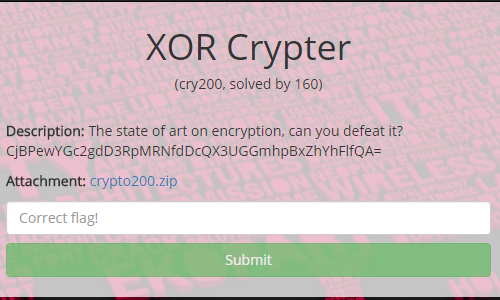 XOR Crypter
(cry200, solved by 160)
Description: The state of art on encryption, can you defeat it?
CjBPewYGc2gdD3RpMRNfdDcQX3UGGmhpBxZhYhFlfQA=
Attachment: crypto200.zip
Correct flag!
Submit